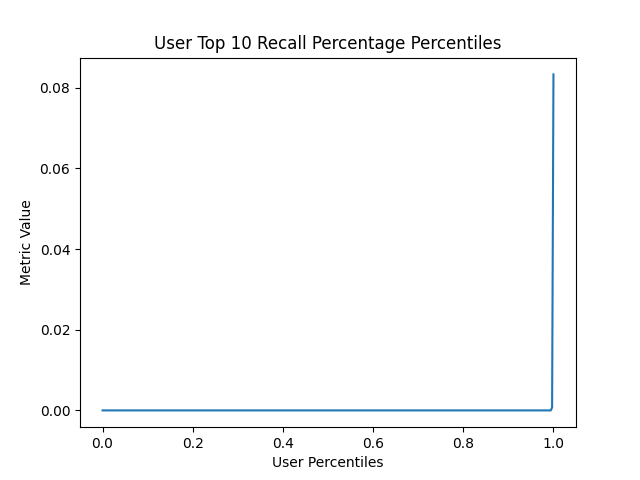 User Top 10 Recall Percentage Percentiles
0.08
0.06
0.04
0.02
0.00
Metric Value
0.0 0.2 0.4 0.6 0.8 1.0
User Percentiles